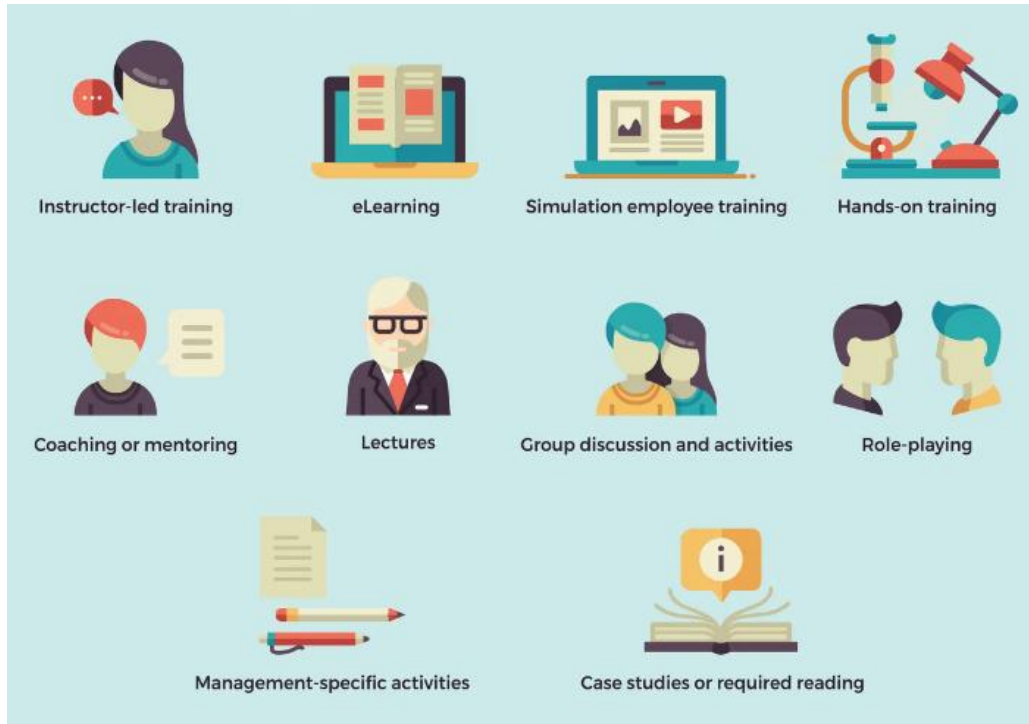 Instructor-led training
eLearning
Simulation employee training
Hands-on training
Coaching or mentoring
Lectures
Group discussion and activities
Role-playing
Management-specific activities
i
Case studies or required reading